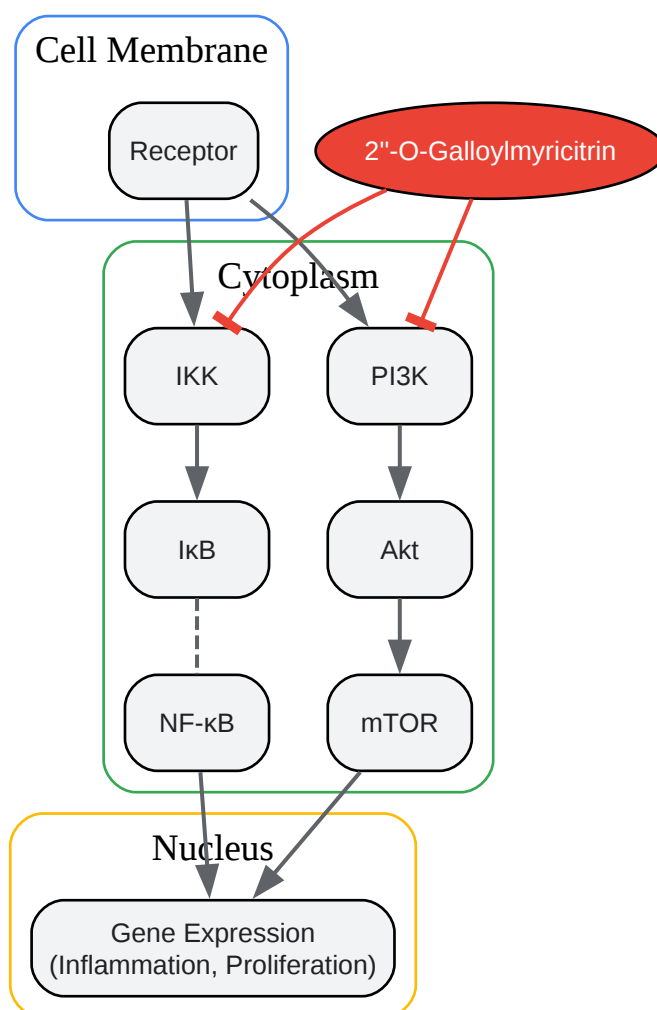 Cell Membrane
Receptor
2"-O-Galloylmyricitrin
Cytoplasm
IKK
PI3K
IκB
Akt
NF-κB
mTOR
Nucleus
Gene Expression
(Inflammation, Proliferation)